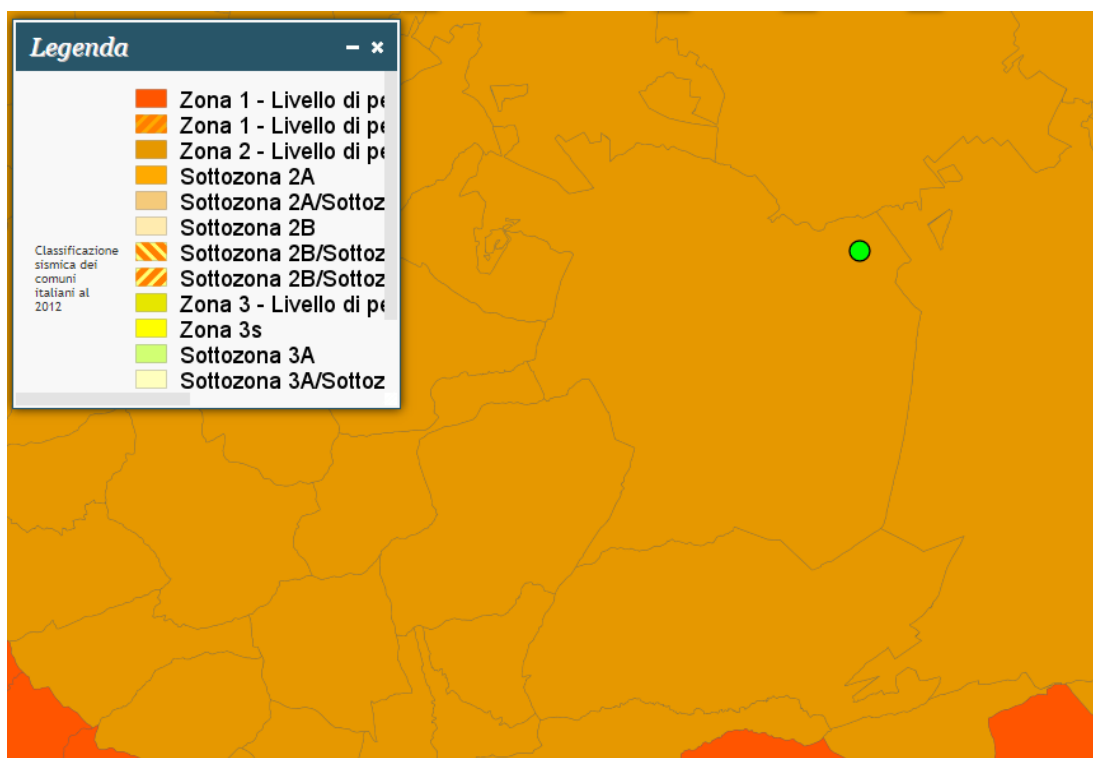 Legenda
Zona 1 - Livello di pe
Zona 1 - Livello di pe
Zona 2 - Livello di pe
Sottozona 2A
Sottozona 2A/Sottoz
Sottozona 2B
Sottozona 2B/Sottoz
Sottozona 2B/Sottoz
Zona 3 - Livello di pe
Zona 3s
Sottozona 3A
Sottozona 3A/Sottoz
Classificazione
sismica dei
comuni
italiani al
2012